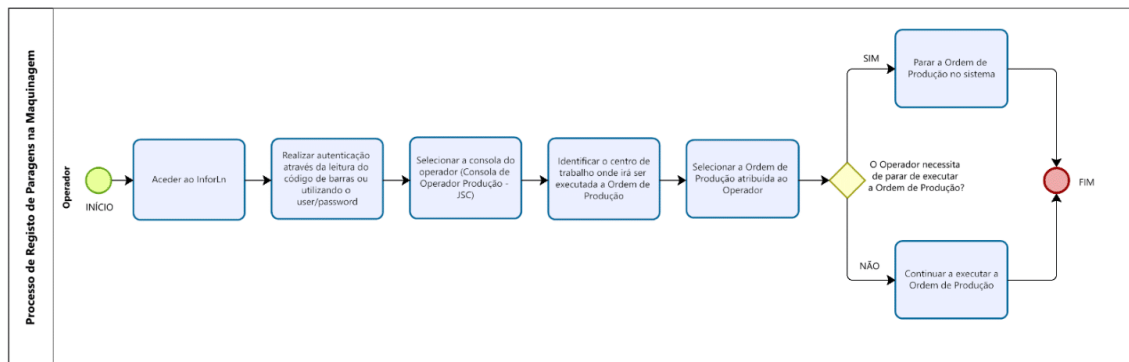 Processo de Registo de Paragens na Maquinagem
Operador
INÍCIO
Aceder ao InforLn
Realizar autenticação
através da leitura do
código de barras ou
utilizando o
user/password
Selecionar a consola do
operador (Consola de
Operador Produção -
JSC)
Identificar o centro de
trabalho onde irá ser
executada a Ordem de
Produção
Selecionar a Ordem de
Produção atribuída ao
Operador
O Operador necessita
de parar de executar
a Ordem de Produção?
SIM
Parar a Ordem de
Produção no sistema
NÃO
Continuar a executar a
Ordem de Produção
FIM